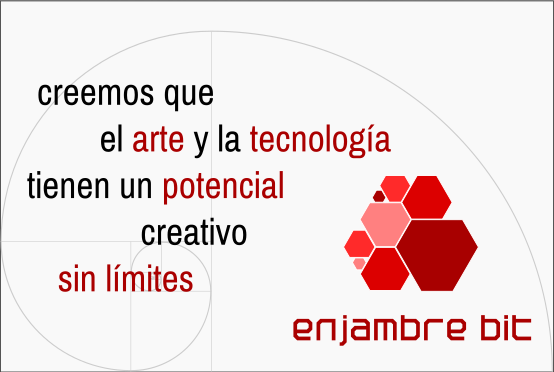 creemos que
el arte y la tecnología
tienen un potencial
creativo
sin límites
enjambre bit